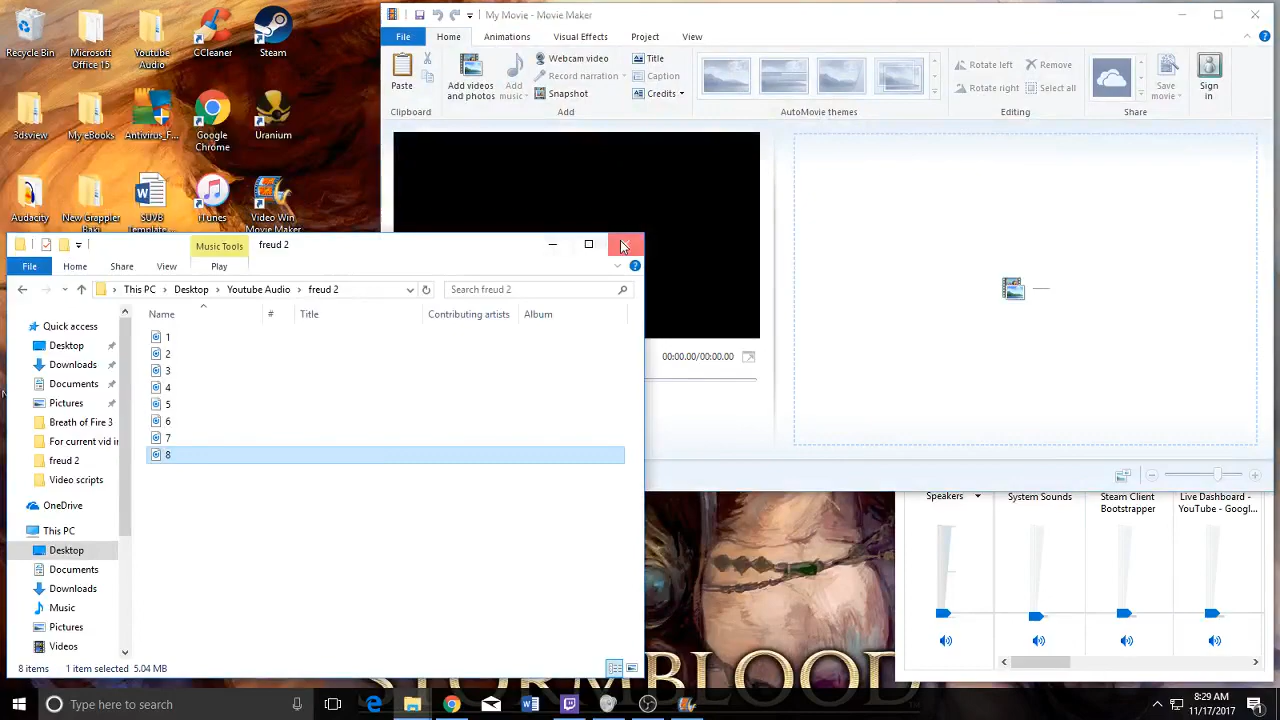 Recycle Bin
Microsoft Office 15
Youtube Audio
CCleaner
Steam
3dsview
My eBooks
Antivirus_F...
Google Chrome
Uranium
Audacity
New Grappler Baki
SUVB Template
iTunes
Video Win Movie Maker
My Movie - Movie Maker
File Home Animations Visual Effects Project View
Paste
Add videos and photos
Add music
Webcam video
Record narration
Snapshot
Title
Caption
Credits
Rotate left
Rotate right
Remove
Select all
Save movie
Sign in
Clipboard Add AutoMovie themes Editing Share
00:00.00/00:00.00
Music Tools freud 2
File Home Share View Play
This PC > Desktop > Youtube Audio > freud 2
Search freud 2
Name # Title Contributing artists Album
1
2
3
4
5
6
7
8
Quick access
Desktop
Downloads
Documents
Pictures
Breath of Fire 3
For current vid ir
freud 2
Video scripts
OneDrive
This PC
Desktop
Documents
Downloads
Music
Pictures
Videos
8 items 1 item selected 5.04 MB
Speakers
System Sounds
Steam Client Bootstrapper
Live Dashboard - YouTube - Googl...
STORMBLOOD
Type here to search
8:29 AM
11/17/2017
1